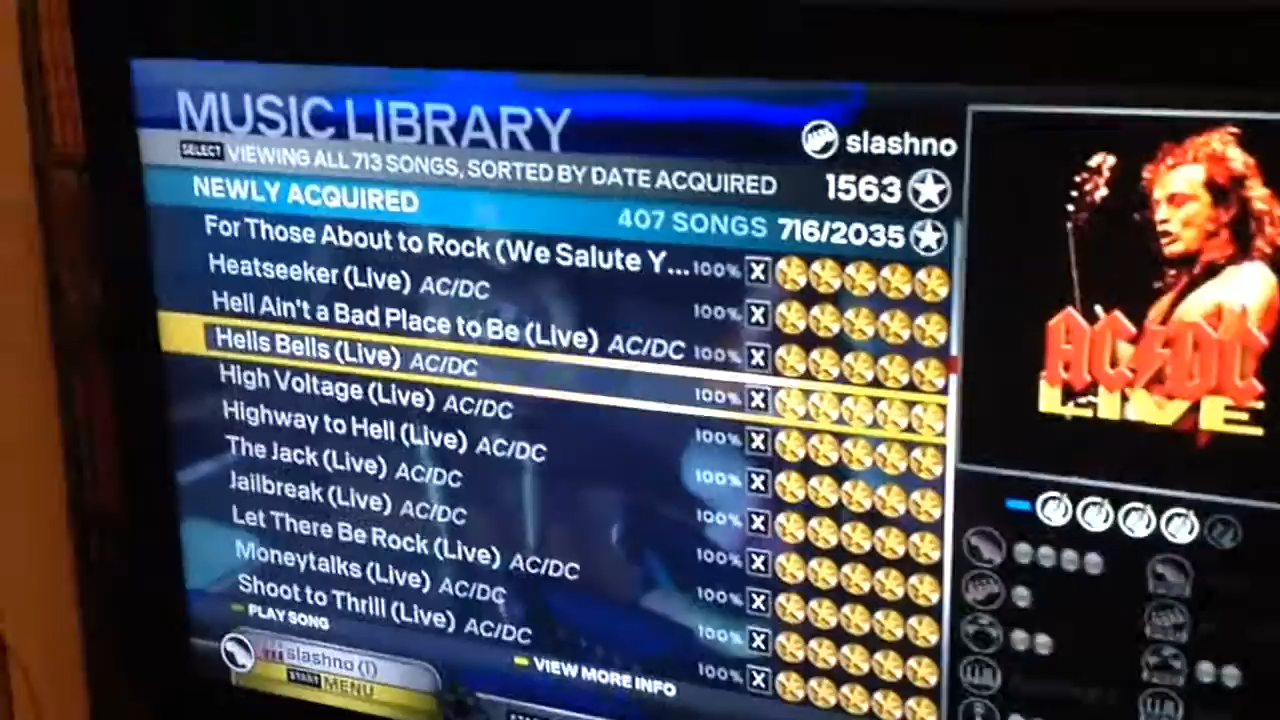 MUSIC LIBRARY
slashno
SELECT VIEWING ALL 713 SONGS, SORTED BY DATE ACQUIRED
1563
NEWLY ACQUIRED
407 SONGS 716/2035
For Those About to Rock (We Salute Y... 100% X
Heatseeker (Live) AC/DC 100% X
Hell Ain't a Bad Place to Be (Live) AC/DC 100% X
Hells Bells (Live) AC/DC 100% X
High Voltage (Live) AC/DC 100% X
Highway to Hell (Live) AC/DC 100% X
The Jack (Live) AC/DC 100% X
Jailbreak (Live) AC/DC 100% X
Let There Be Rock (Live) AC/DC 100% X
Moneytalks (Live) AC/DC 100% X
Shoot to Thrill (Live) AC/DC 100% X
PLAY SONG
VIEW MORE INFO
slashno (1)
START MENU
AC/DC
LIVE